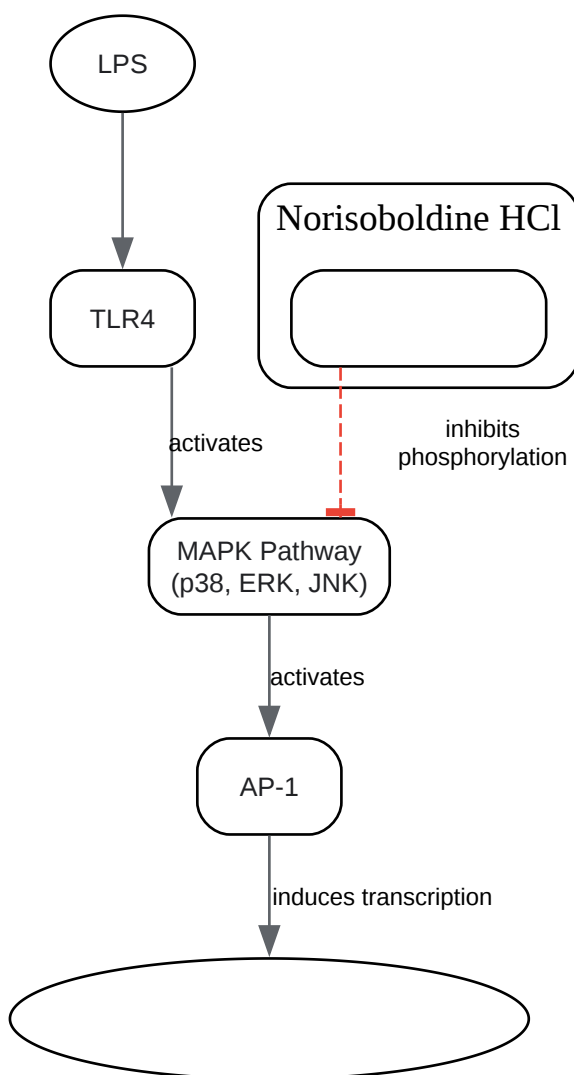 LPS
Norisoboldine HCl
TLR4
activates
inhibits
phosphorylation
MAPK Pathway
(p38, ERK, JNK)
activates
AP-1
induces transcription